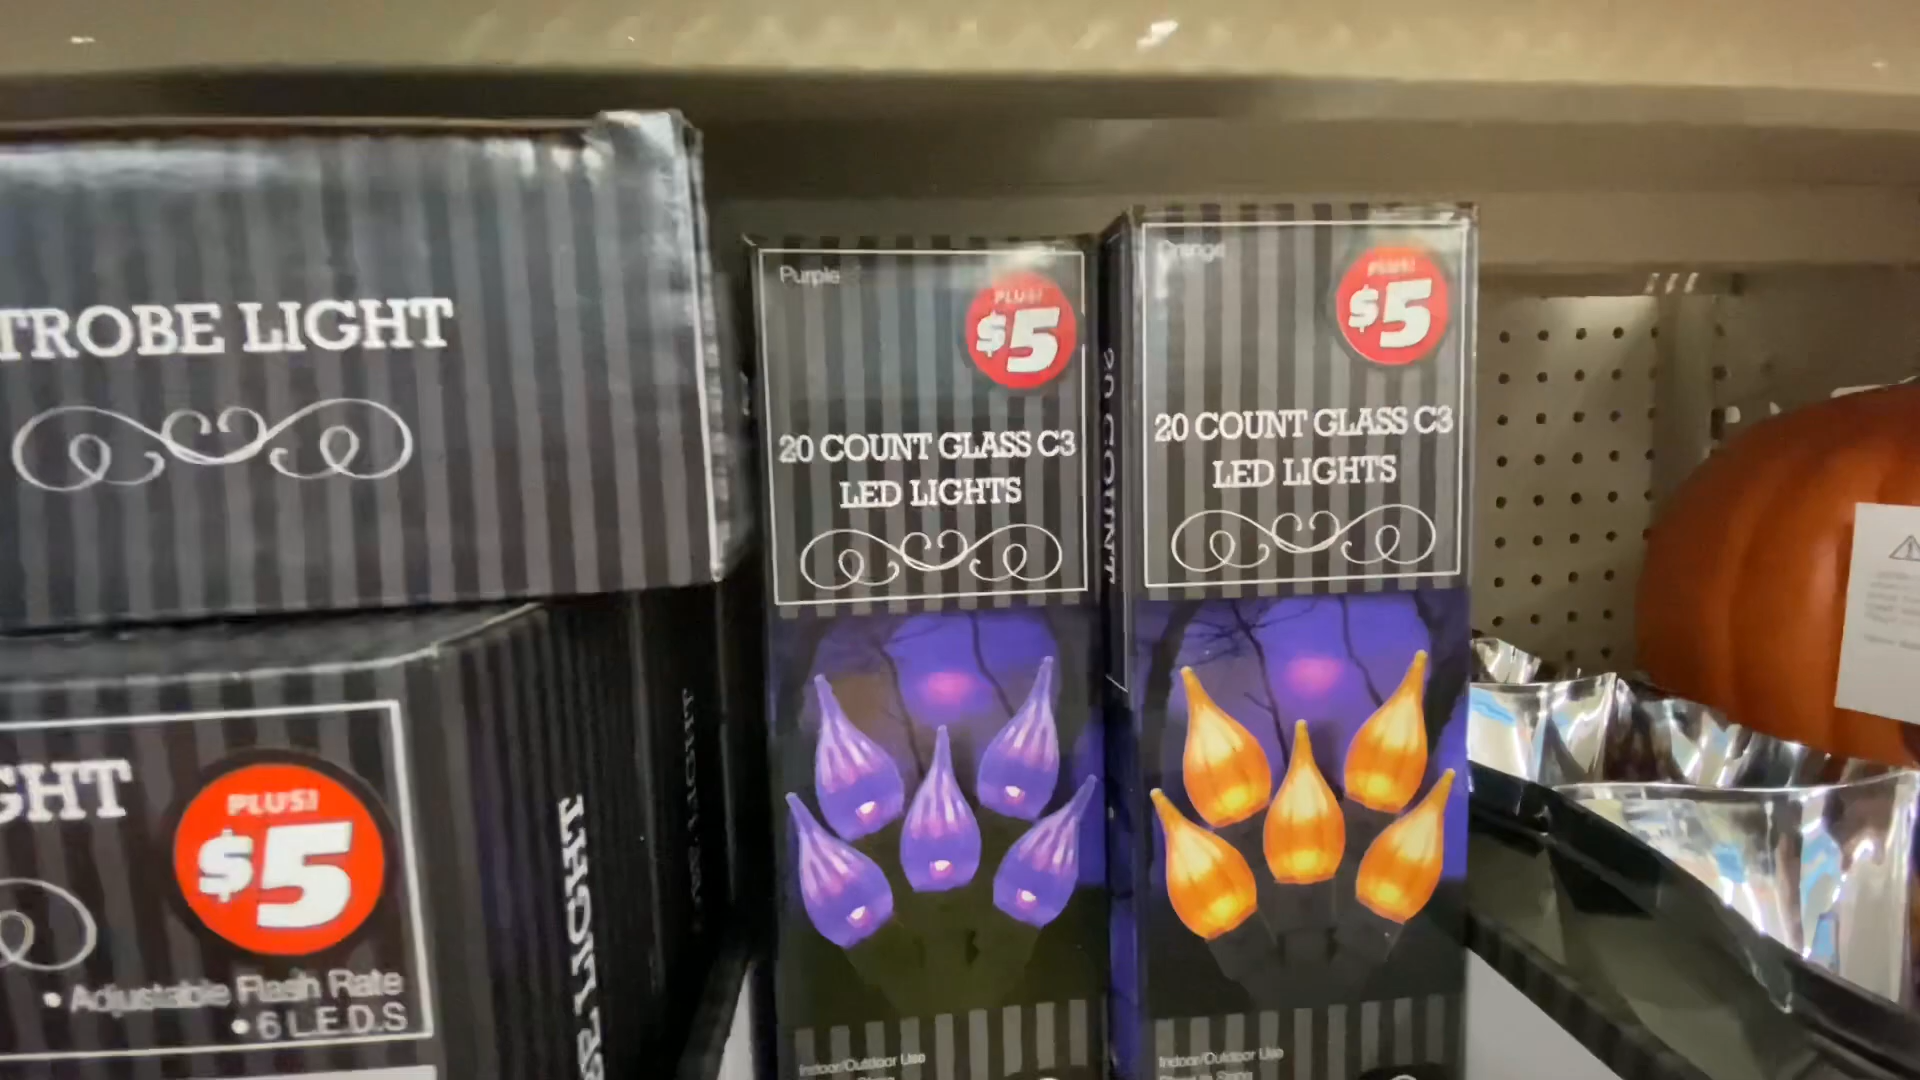 TROBE LIGHT
GHT
PLUS!
$5
• Adjustable Flash Rate
• 6 L.E.D.S
LIGHT
Purple
PLUS!
$5
20 COUNT GLASS C3
LED LIGHTS
Indoor/Outdoor Use
20 COUNT
Orange
PLUS!
$5
20 COUNT GLASS C3
LED LIGHTS
Indoor/Outdoor Use